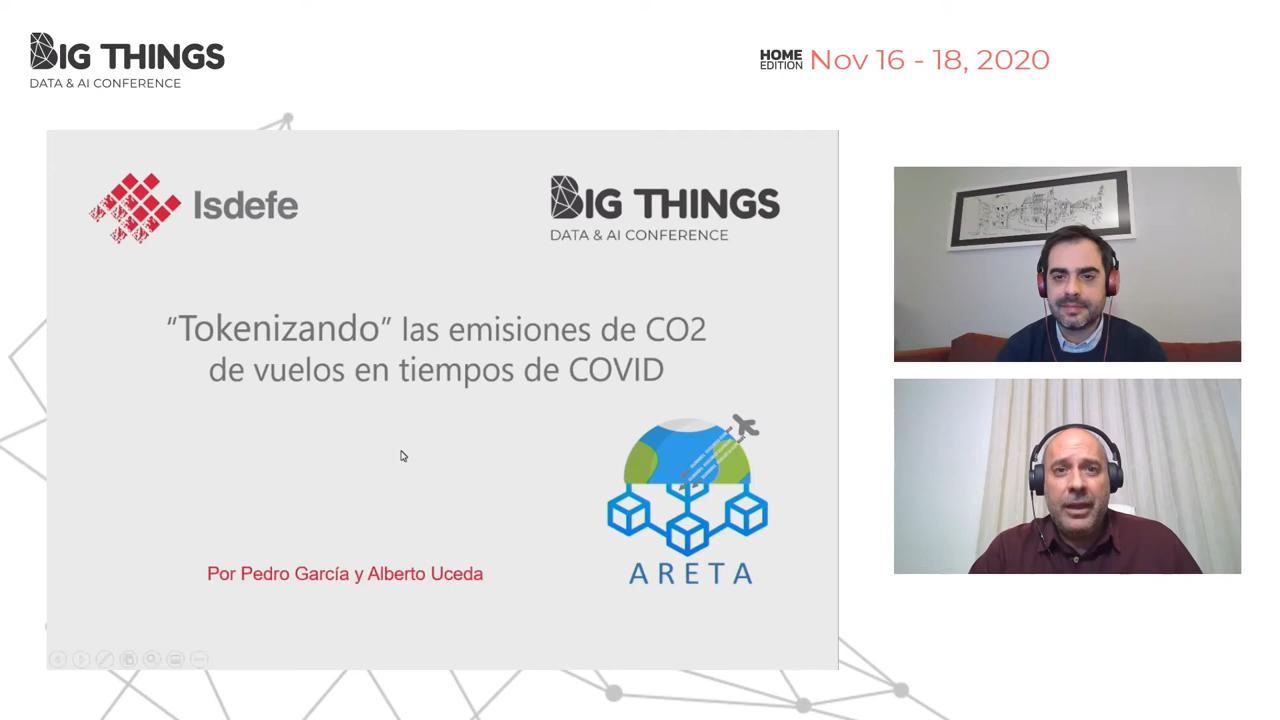 BIG THINGS
DATA & AI CONFERENCE
HOME
EDITION
Nov 16 - 18, 2020
Isdefe
BIG THINGS
DATA & AI CONFERENCE
“Tokenizando” las emisiones de CO2
de vuelos en tiempos de COVID
ARETA
Por Pedro García y Alberto Uceda